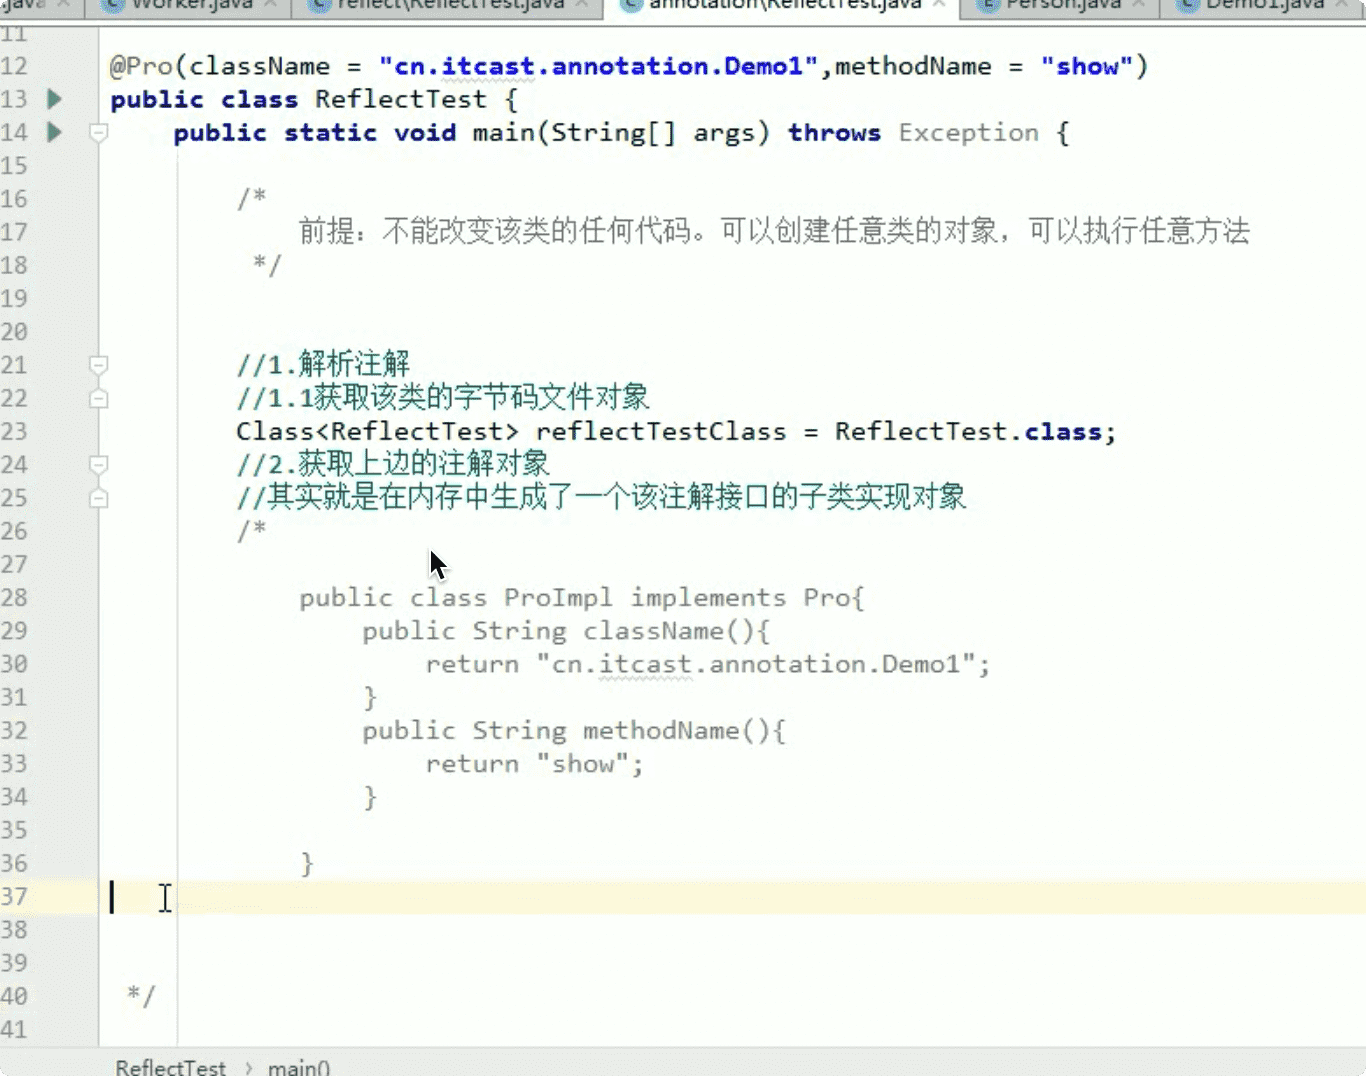 .java × Worker.java × reflect\ReflectTest.java × annotation\ReflectTest.java × Person.java × Demo1.java ×
11
12 @Pro(className = "cn.itcast.annotation.Demo1",methodName = "show")
13 public class ReflectTest {
14 public static void main(String[] args) throws Exception {
15
16 /*
17 前提：不能改变该类的任何代码。可以创建任意类的对象，可以执行任意方法
18 */
19
20
21 //1.解析注解
22 //1.1获取该类的字节码文件对象
23 Class<ReflectTest> reflectTestClass = ReflectTest.class;
24 //2.获取上边的注解对象
25 //其实就是在内存中生成了一个该注解接口的子类实现对象
26 /*
27
28 public class ProImpl implements Pro{
29 public String className(){
30 return "cn.itcast.annotation.Demo1";
31 }
32 public String methodName(){
33 return "show";
34 }
35
36 }
37
38
39
40 */
41
ReflectTest › main()